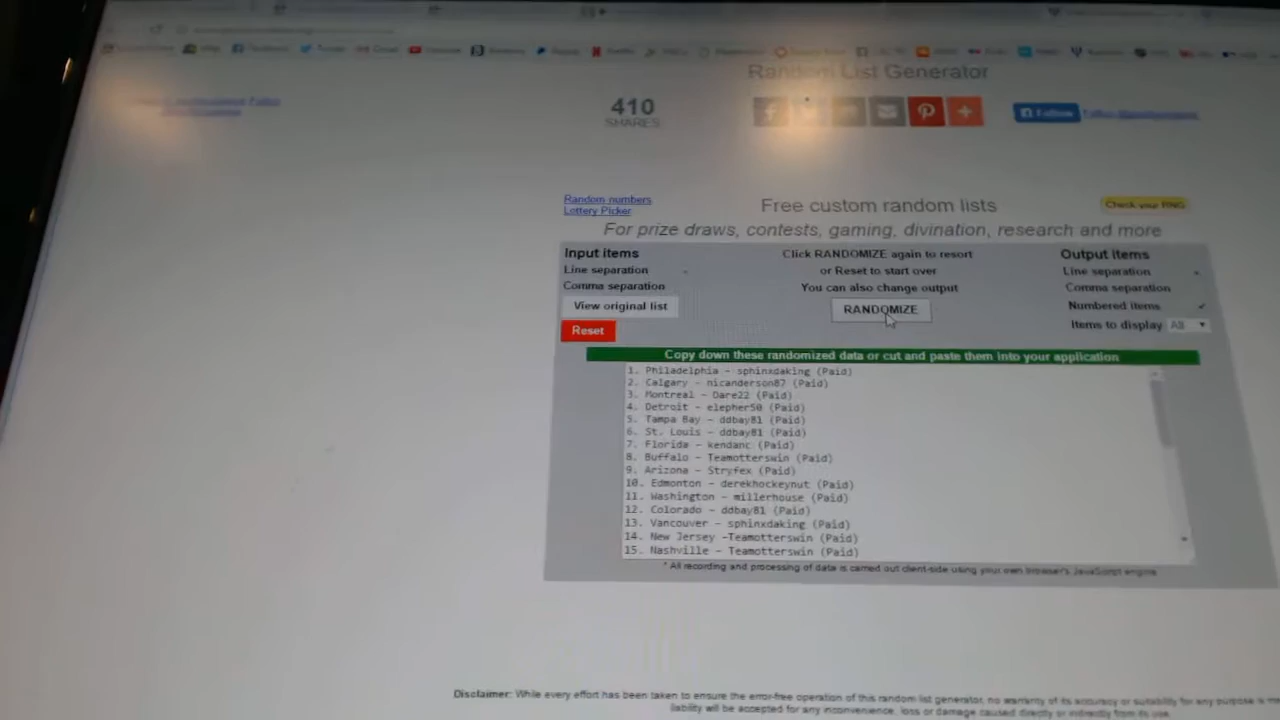 Random List Generator
410
SHARES
Follow
Random numbers
Lottery Picker
Free custom random lists
Check your RNG
For prize draws, contests, gaming, divination, research and more
Input items
Line separation
Comma separation
View original list
Reset
Click RANDOMIZE again to resort
or Reset to start over
You can also change output
RANDOMIZE
Output items
Line separation
Comma separation
Numbered items
Items to display All
Copy down these randomized data or cut and paste them into your application
1. Philadelphia - sphinxdaking (Paid)
2. Calgary - nicanderson87 (Paid)
3. Montreal - Dare22 (Paid)
4. Detroit - elepher50 (Paid)
5. Tampa Bay - ddbay81 (Paid)
6. St. Louis - ddbay81 (Paid)
7. Florida - kendanc (Paid)
8. Buffalo - Teamotterswin (Paid)
9. Arizona - Stryfex (Paid)
10. Edmonton - derekhockeynut (Paid)
11. Washington - millerhouse (Paid)
12. Colorado - ddbay81 (Paid)
13. Vancouver - sphinxdaking (Paid)
14. New Jersey -Teamotterswin (Paid)
15. Nashville - Teamotterswin (Paid)
* All recording and processing of data is carried out client-side using your own browser's JavaScript engine
Disclaimer: While every effort has been taken to ensure the error-free operation of this random list generator, no warranty of its accuracy or suitability for any purpose is
liability will be accepted for any inconvenience, loss or damage caused directly or indirectly from its use.